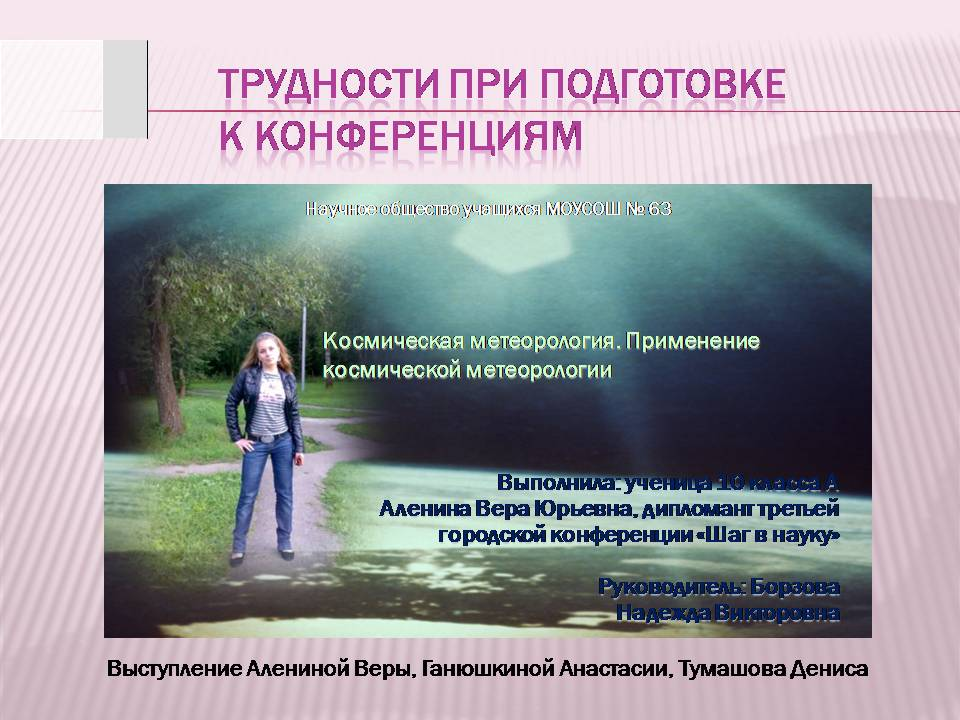 ТРУДНОСТИ ПРИ ПОДГОТОВКЕ
К КОНФЕРЕНЦИЯМ
Научное общество учащихся МОУСОШ № 63
Космическая метеорология. Применение
космической метеорологии
Выполнила: ученица 10 класса А
Аленина Вера Юрьевна, дипломант третьей
городской конференции «Шаг в науку»
Руководитель: Борзова
Надежда Викторовна
Выступление Алениной Веры, Ганюшкиной Анастасии, Тумашова Дениса